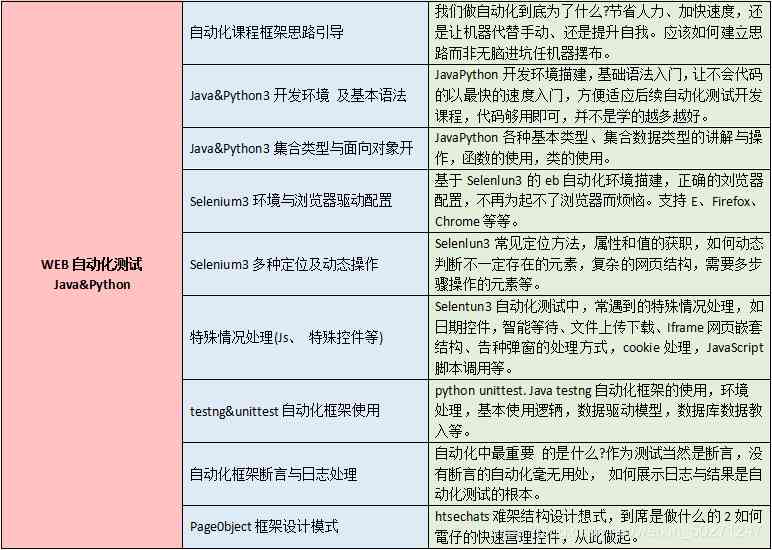 WEB 自动化测试
Java&Python
自动化课程框架思路引导
我们做自动化到底为了什么?节省人力、加快速度，还
是让机器代替手动、还是提升自我。应该如何建立思
路而非无脑进坑任机器摆布。
Java&Python3 开发环境 及基本语法
JavaPython 开发环境描建，基础语法入门，让不会代码
的以最快的速度入门，方便适应后续自动化测试开发
课程，代码够用即可，并不是学的越多越好。
Java&Python3 集合类型与面向对象开
JavaPython 各种基本类型、集合数据类型的讲解与操
作，函数的使用，类的使用。
Selenium3 环境与浏览器驱动配置
基于 Selenlun3 的 eb 自动化环境描建，正确的刘览器
配置，不再为起不了浏览器而烦恼。支持 E、Firefox、
Chrome 等等。
Selenium3 多种定位及动态操作
Selenlun3 常见定位方法，属性和值的获职，如何动态
判断不一定存在的元素，复杂的网页结构，需要多步
骤操作的元素等。
特殊情况处理(Js、 特殊控件等)
Selentun3 自动化测试中，常遇到的特殊情况处理，如
日期控件，智能等待、文件上传下载、Iframe 网页嵌套
结构、告种弹窗的处理方式，cookie 处理，JavaScript
脚本调用等。
testng&unittest 自动化框架使用
python unittest. Java testng 自动化框架的使用，环境
处理，基本使用逻辆，数据驱动模型，数据库数据教
入等。
自动化框架断言与日志处理
自动化中最重要 的是什么?作为测试当然是断言，没
有断言的自动化毫无用处， 如何展示日志与结果是自
动化测试的根本。
PageObject 框架设计模式
htsechats 难架结构设计想式，到席是做什么的 2 如何
電仔的快速营理控件，从此做起。